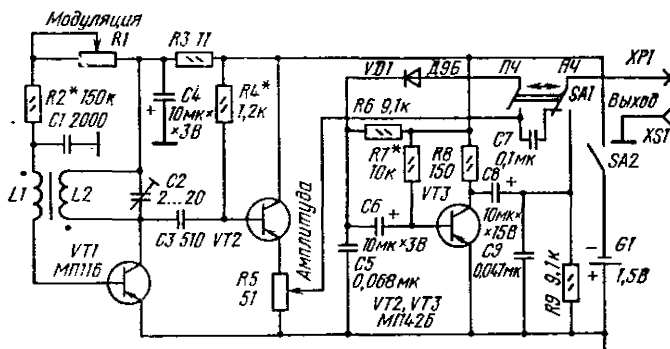 Модуляция
R1
R3 11
R2* 150к
C1 2000
C4
10мк×
×3В
R4*
1,2к
VD1
Д9Б
ПЧ
НЧ
XP1
SA1
Выход
XS1
R6 9,1к
R7*
10к
R8
150
C7
0,1мк
SA2
L1
L2
C2
2...20
C3 510
VT2
Амплитуда
C6
10мк×3В
VT3
C8
10мк×
×15В
G1
1,5В
VT1
МП116
R5
51
C5
0,068мк
C9
0,047мк
R9 9,1к
VT2, VT3
МП42Б